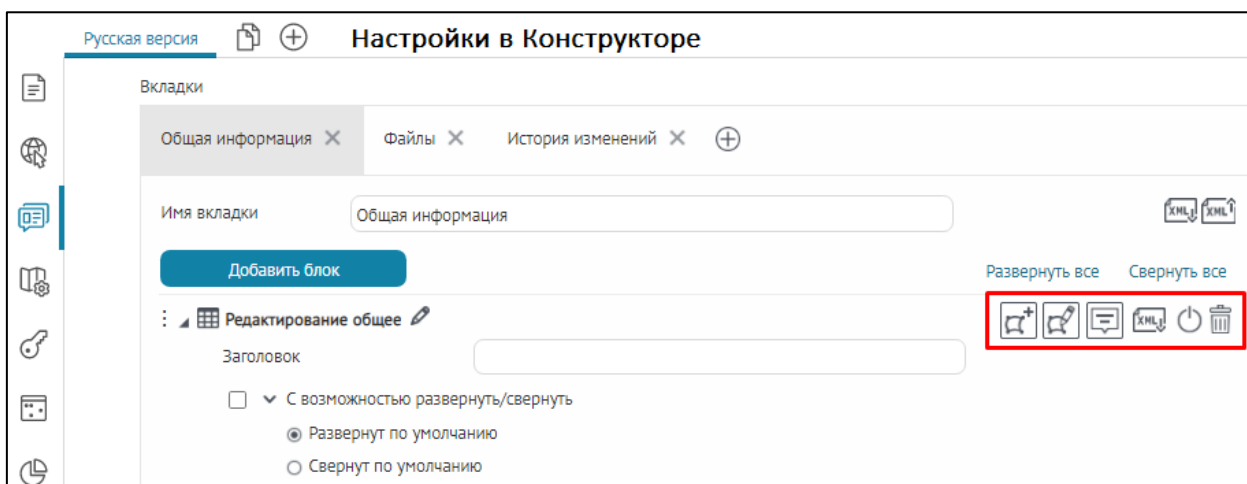 Русская версия Настройки в Конструкторе
Вкладки
Общая информация Файлы История изменений
Имя вкладки Общая информация XML XML
Добавить блок Развернуть все Свернуть все
Редактирование общее XML
Заголовок
С возможностью развернуть/свернуть
Развернут по умолчанию
Свернут по умолчанию